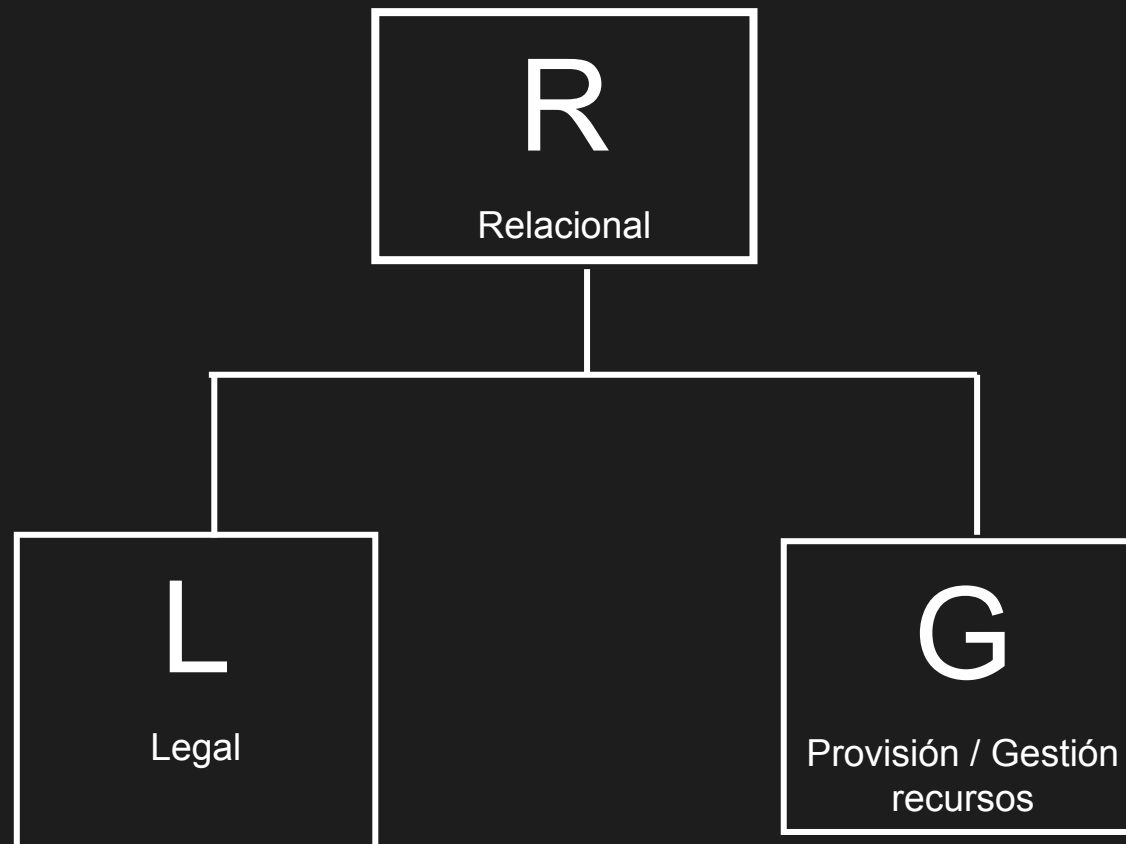 R
Relacional
L
Legal
G
Provisión / Gestión
recursos